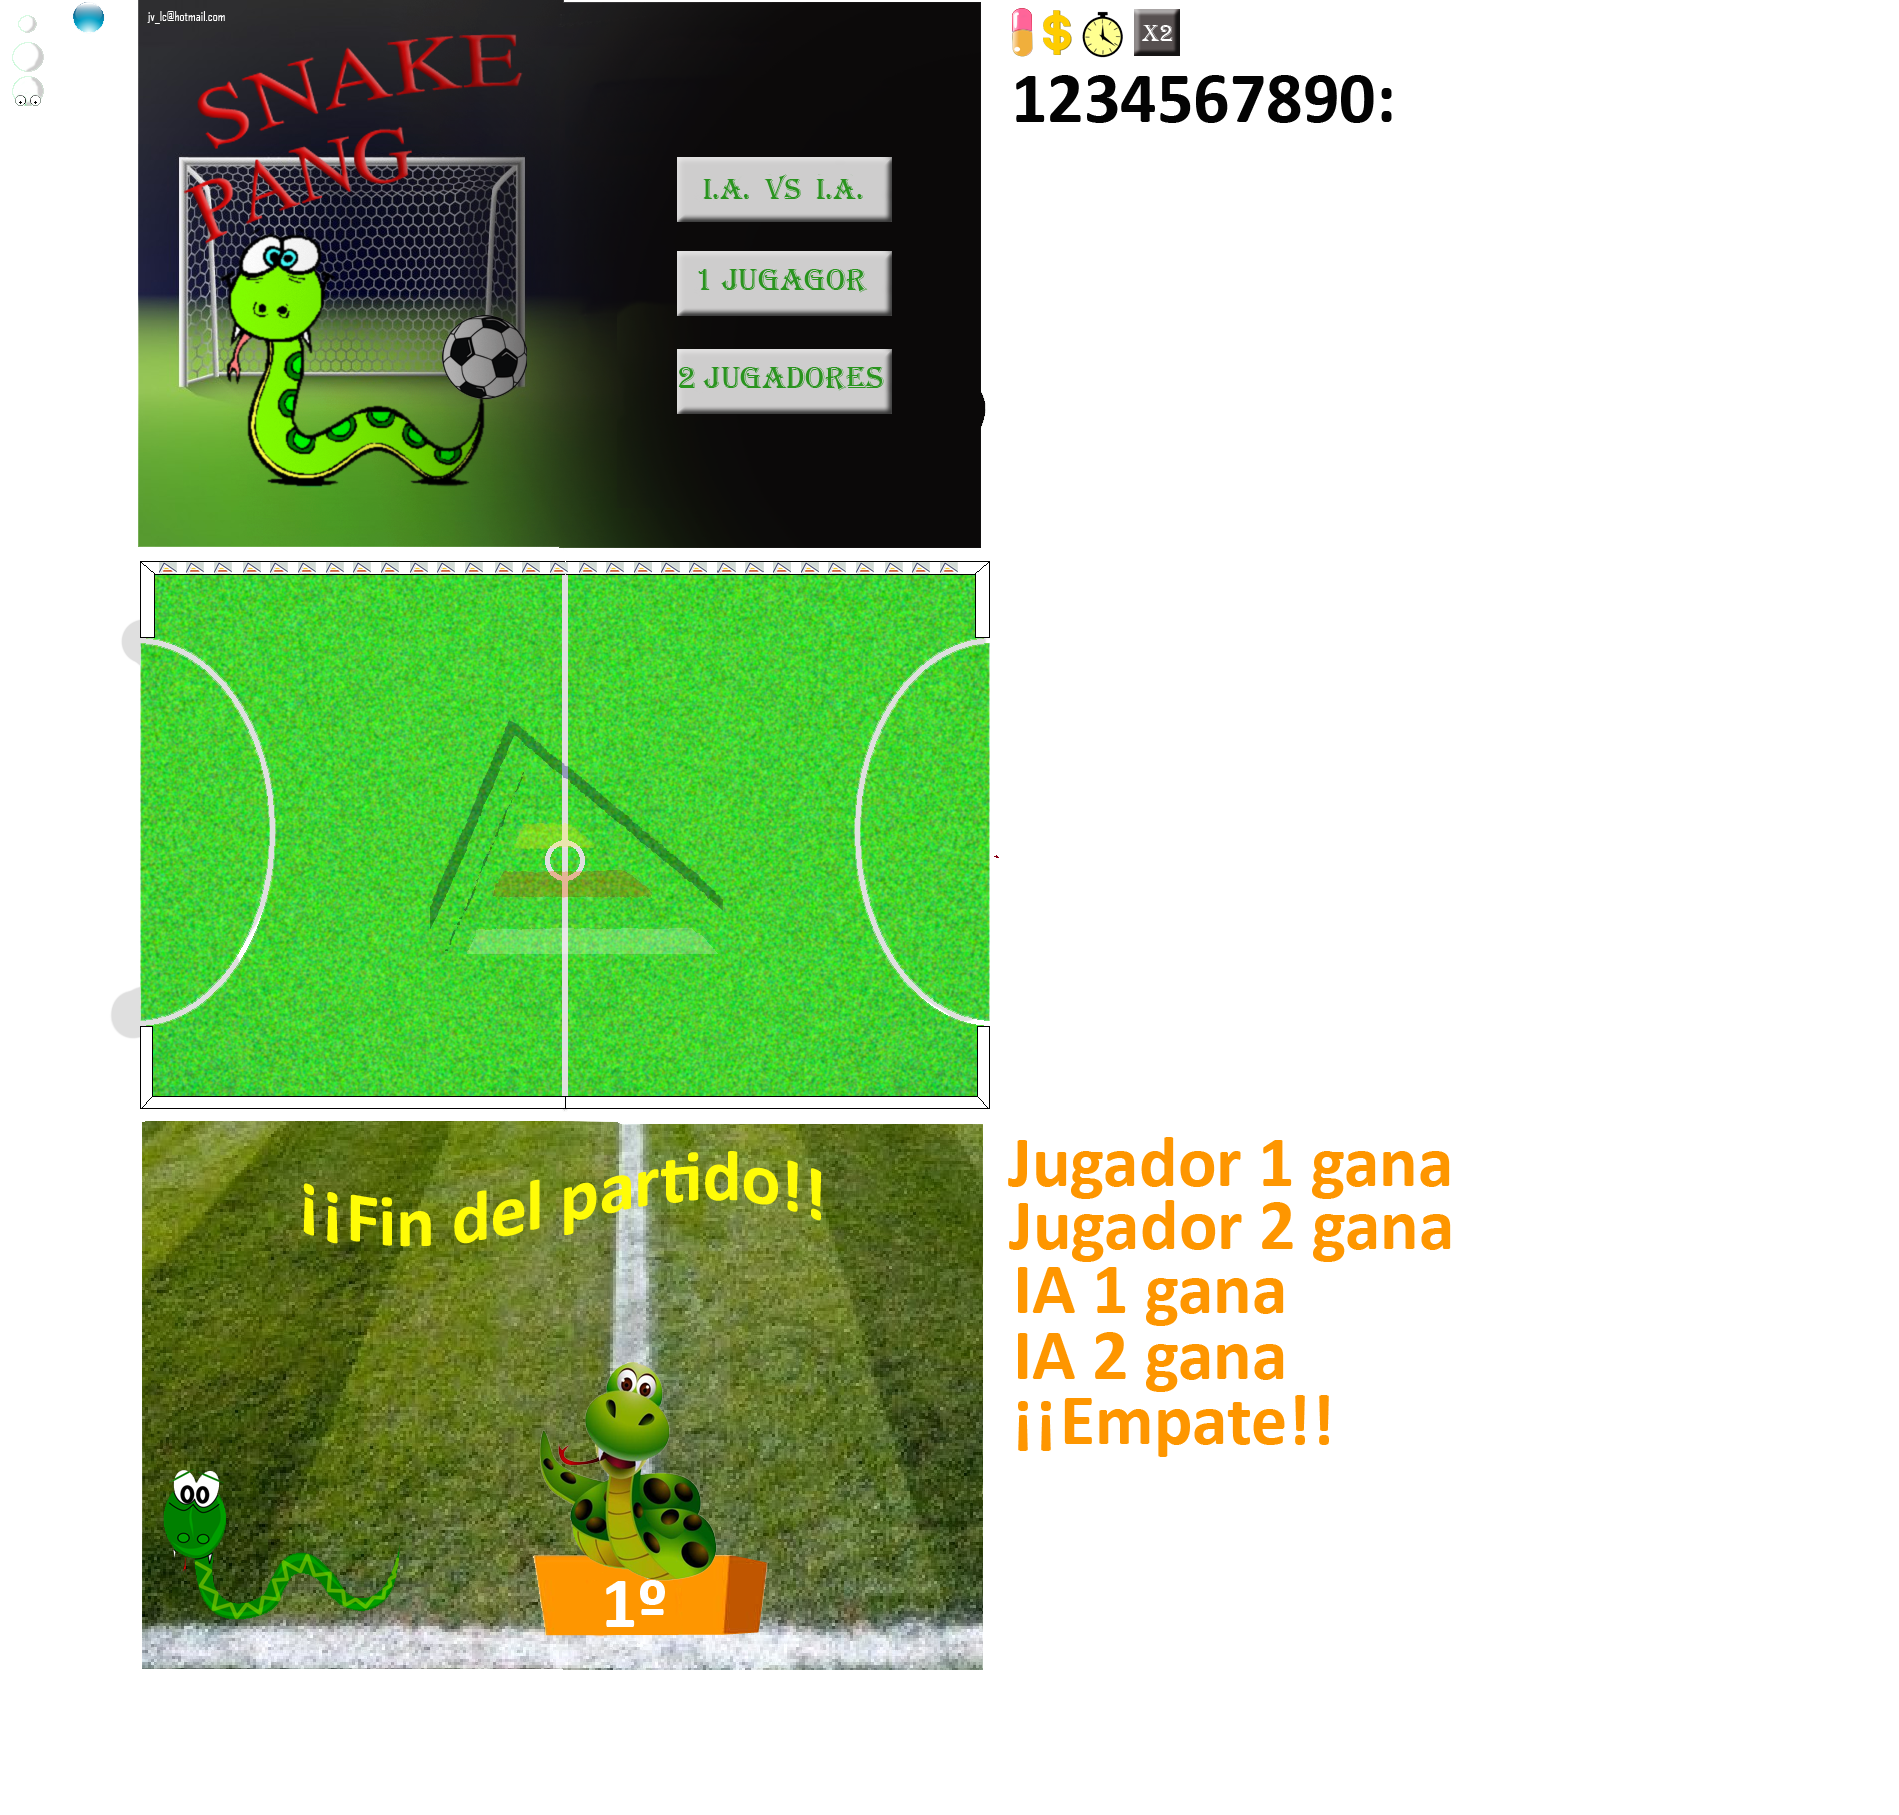 jv_lc@hotmail.com
SNAKE
PANG
I.A. VS I.A.
1 JUGAGOR
2 JUGADORES
X2
1234567890:
¡¡Fin del partido!!
1º
Jugador 1 gana
Jugador 2 gana
IA 1 gana
IA 2 gana
¡¡Empate!!